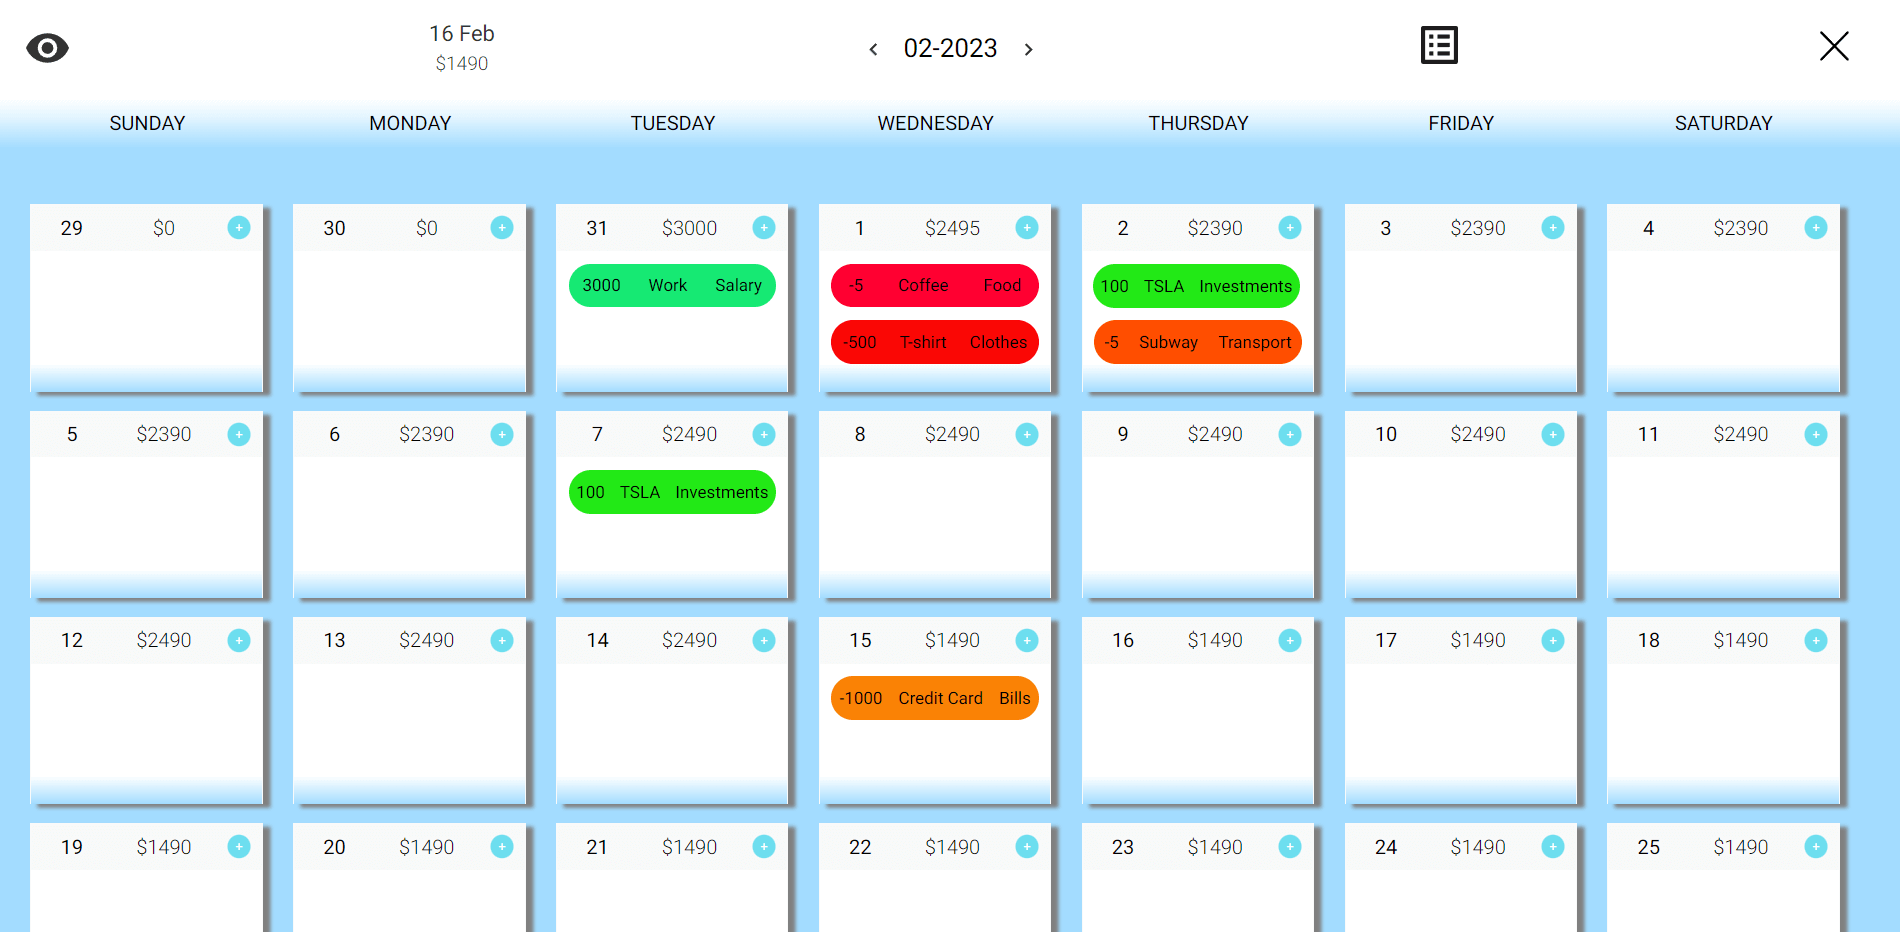 16 Feb
$1490
< 02-2023 >
SUNDAY MONDAY TUESDAY WEDNESDAY THURSDAY FRIDAY SATURDAY
29 $0 + 30 $0 + 31 $3000 + 1 $2495 + 2 $2390 + 3 $2390 + 4 $2390 +
3000 Work Salary -5 Coffee Food 100 TSLA Investments
-500 T-shirt Clothes -5 Subway Transport
5 $2390 + 6 $2390 + 7 $2490 + 8 $2490 + 9 $2490 + 10 $2490 + 11 $2490 +
100 TSLA Investments
12 $2490 + 13 $2490 + 14 $2490 + 15 $1490 + 16 $1490 + 17 $1490 + 18 $1490 +
-1000 Credit Card Bills
19 $1490 + 20 $1490 + 21 $1490 + 22 $1490 + 23 $1490 + 24 $1490 + 25 $1490 +